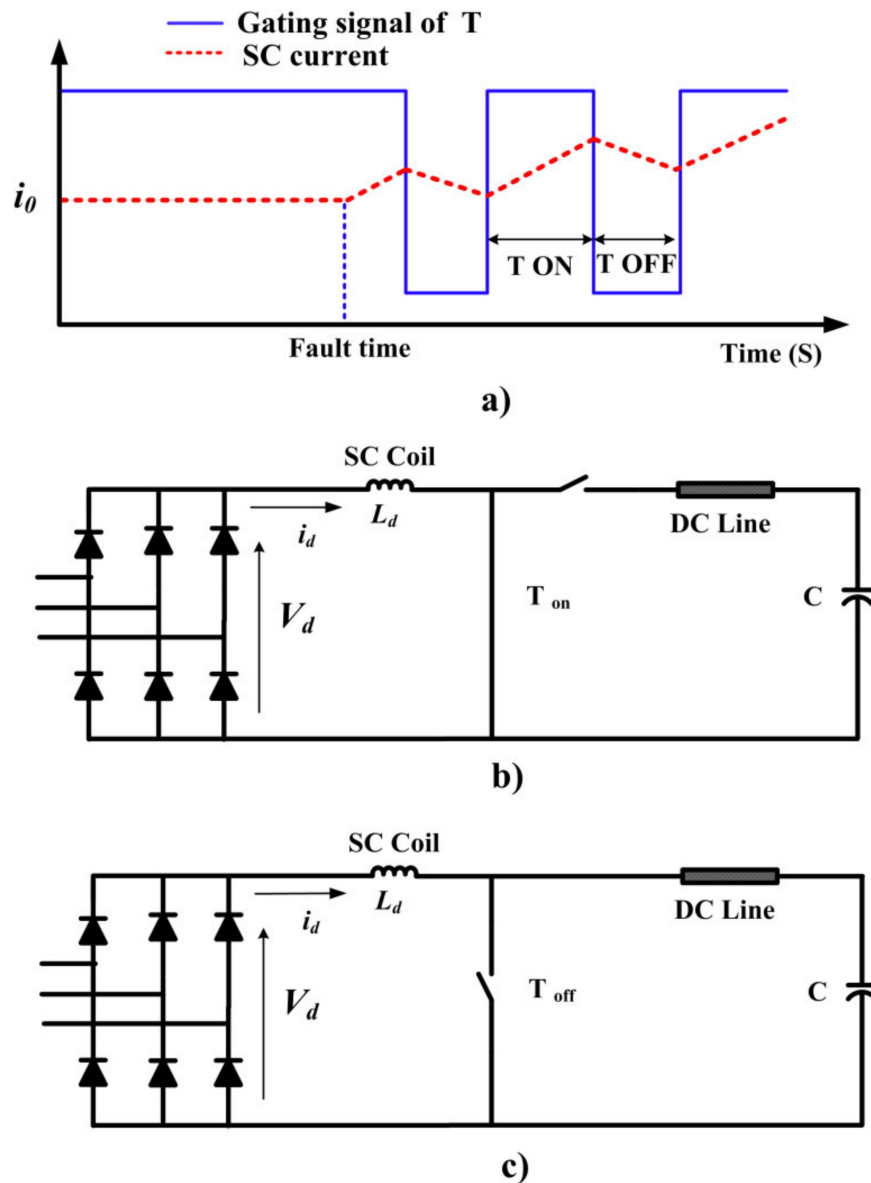 Gating signal of T
SC current
i0
T ON
T OFF
Fault time
Time (S)
a)
SC Coil
id
Ld
DC Line
Vd
T on
C
b)
SC Coil
id
Ld
DC Line
Vd
T off
C
c)